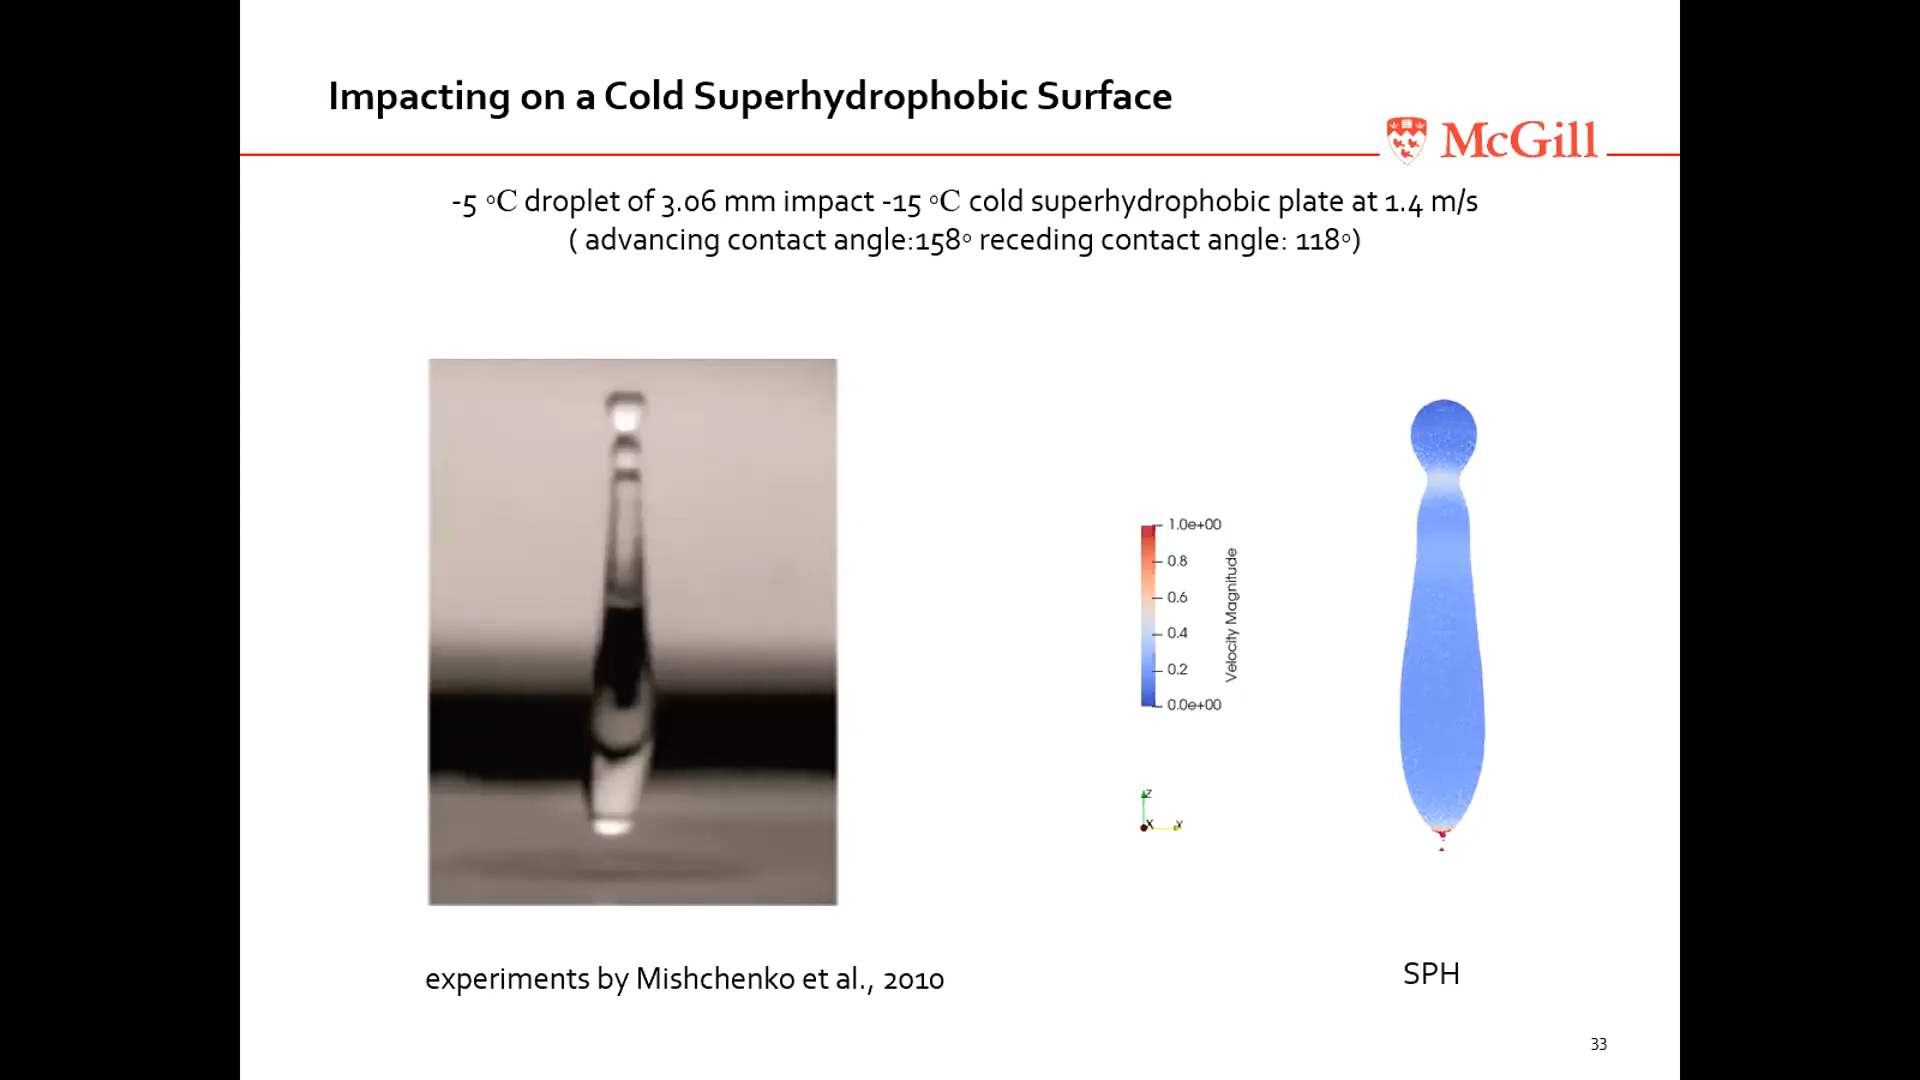 Impacting on a Cold Superhydrophobic Surface
McGill
-5 °C droplet of 3.06 mm impact -15 °C cold superhydrophobic plate at 1.4 m/s
( advancing contact angle:158° receding contact angle: 118°)
1.0e+00
0.8
0.6
0.4
0.2
0.0e+00
Velocity Magnitude
Z
X
Y
experiments by Mishchenko et al., 2010
SPH
33